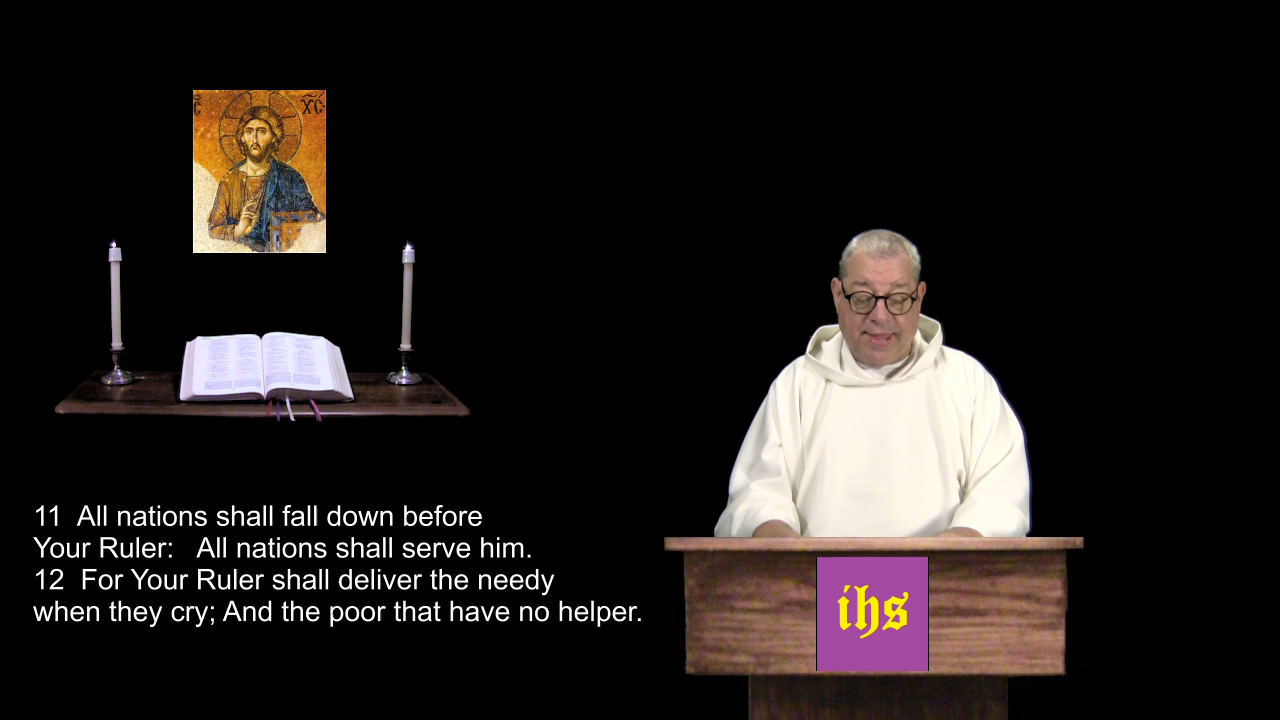 XC
11 All nations shall fall down before
Your Ruler: All nations shall serve him.
12 For Your Ruler shall deliver the needy
when they cry; And the poor that have no helper.
ihs